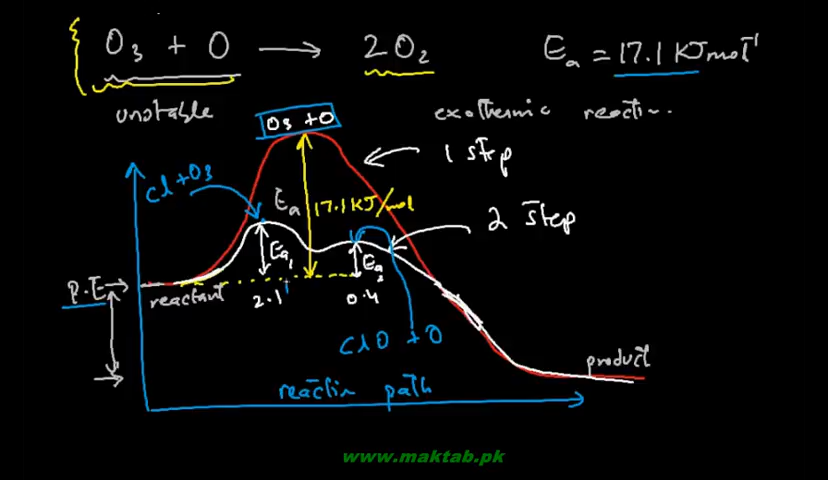 O₃ + O → 2O₂ Eₐ = 17.1 KJmol⁻¹
unstable exothermic reaction.
O₃ + O
1 step
Cl + O₃
Eₐ 17.1 KJ/mol
2 step
Eₐ₁ Eₐ₂
P.E
reactant 2.1 0.4
ClO + O
product
reaction path
www.maktab.pk